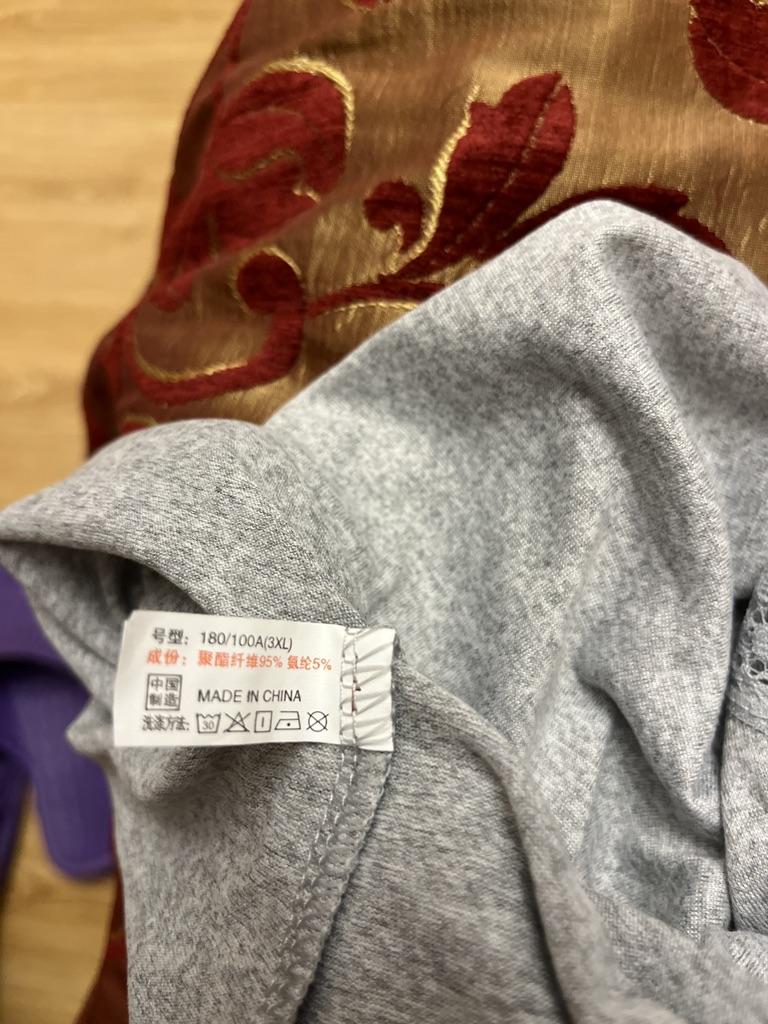 号型: 180/100A(3XL)
成份: 聚酯纤维95% 氨纶5%
中国
制造 MADE IN CHINA
洗涤方法: 30